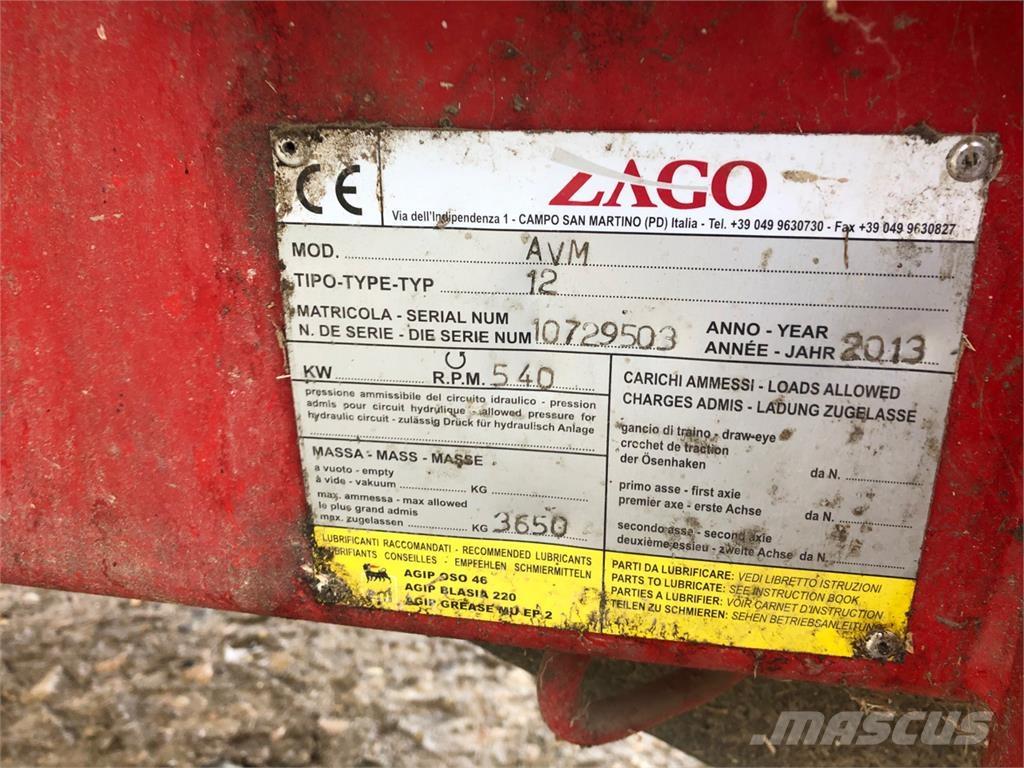 CE
ZAGO
Via dell'Indipendenza 1 - CAMPO SAN MARTINO (PD) Italia - Tel. +39 049 9630730 - Fax +39 049 9630827
MOD. AVM
TIPO-TYPE-TYP 12
MATRICOLA - SERIAL NUM
N. DE SERIE - DIE SERIE NUM 10729503
ANNO - YEAR
ANNÉE - JAHR 2013
KW R.P.M. 540
pressione ammissibile del circuito idraulico - pression
admis pour circuit hydrylique - allowed pressure for
hydraulic circuit - zulässig Drück für hydraulisch Anlage
MASSA - MASS - MASSE
a vuoto - empty
à vide - vakuum KG
max. ammessa - max allowed
le plus grand admis
max. zugelassen KG 3650
CARICHI AMMESSI - LOADS ALLOWED
CHARGES ADMIS - LADUNG ZUGELASSE
gancio di traino - draw-eye
crochet de traction
der Ösenhaken da N.
primo asse - first axie
premier axe - erste Achse da N.
secondo asse - second axie
deuxième essieu - zweite Achse da N.
LUBRIFICANTI RACCOMANDATI - RECOMMENDED LUBRICANTS
LUBRIFIANTS CONSEILLES - EMPFEHLEN SCHMIERMITTELN
eni
AGIP OSO 46
AGIP BLASIA 220
AGIP GREASE MU EP 2
PARTI DA LUBRIFICARE: VEDI LIBRETTO ISTRUZIONI
PARTS TO LUBRICATE: SEE INSTRUCTION BOOK
PARTIES A LUBRIFIER: VOIR CARNET D'INSTRUCTION
TEILEN ZU SCHMIEREN: SEHEN BETRIEBSANLEITUNG
MASCUS